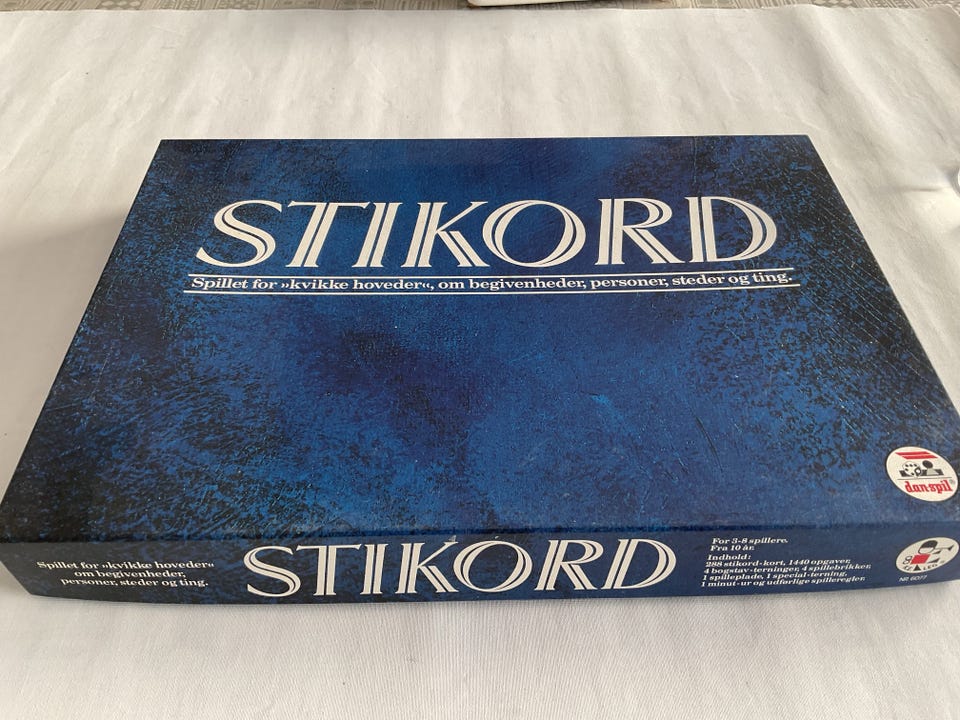 STIKORD
Spillet for »kvikke hoveder«, om begivenheder, personer, steder og ting.
dan-spil
Spillet for »kvikke hoveder«
om begivenheder,
personer, steder og ting.
STIKORD
For 3-8 spillere.
Fra 10 år.
Indhold:
288 stikord-kort, 1440 opgaver,
4 bogstav-terninger, 4 spillebrikker,
1 spilleplade, 1 special-terning,
1 minut-ur og udførlige spilleregler.
NR. 6077